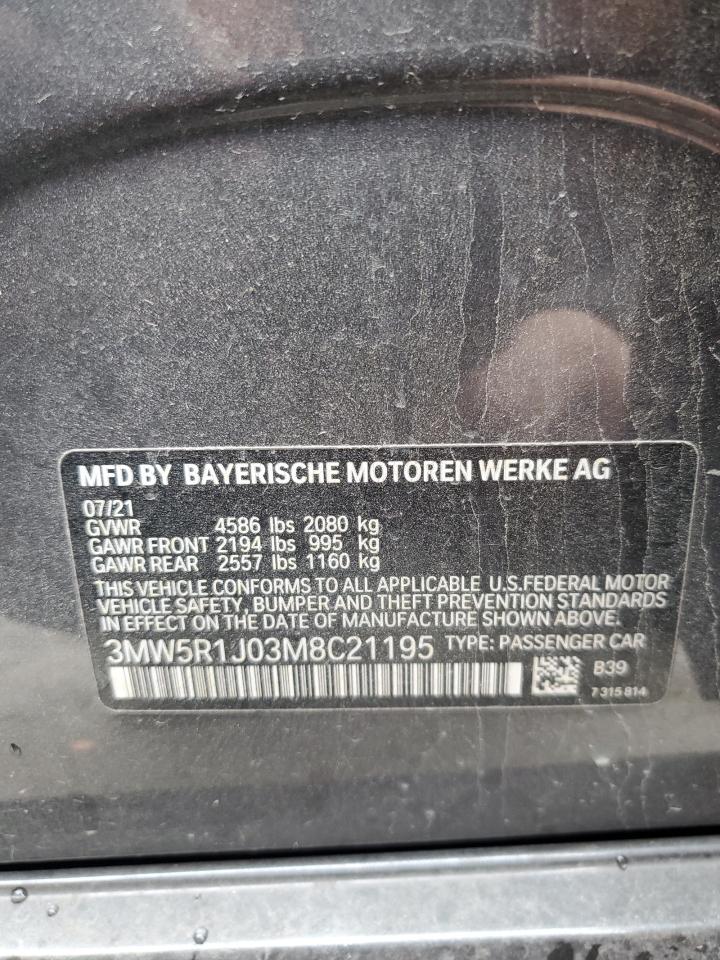 MFD BY BAYERISCHE MOTOREN WERKE AG
07/21
GVWR 4586 lbs 2080 kg
GAWR FRONT 2194 lbs 995 kg
GAWR REAR 2557 lbs 1160 kg
THIS VEHICLE CONFORMS TO ALL APPLICABLE U.S.FEDERAL MOTOR
VEHICLE SAFETY, BUMPER AND THEFT PREVENTION STANDARDS
IN EFFECT ON THE DATE OF MANUFACTURE SHOWN ABOVE.
3MW5R1J03M8C21195 TYPE: PASSENGER CAR
B39
7 315 814